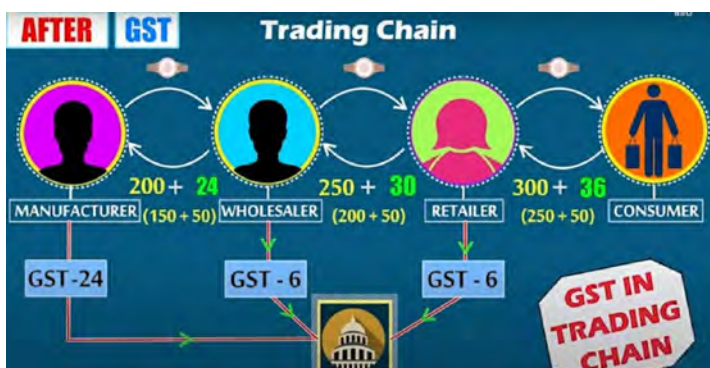 AFTER GST Trading Chain
200 + 24 250 + 30 300 + 36
MANUFACTURER (150 + 50) WHOLESALER (200 + 50) RETAILER (250 + 50) CONSUMER
GST -24 GST - 6 GST - 6
GST IN
TRADING
CHAIN